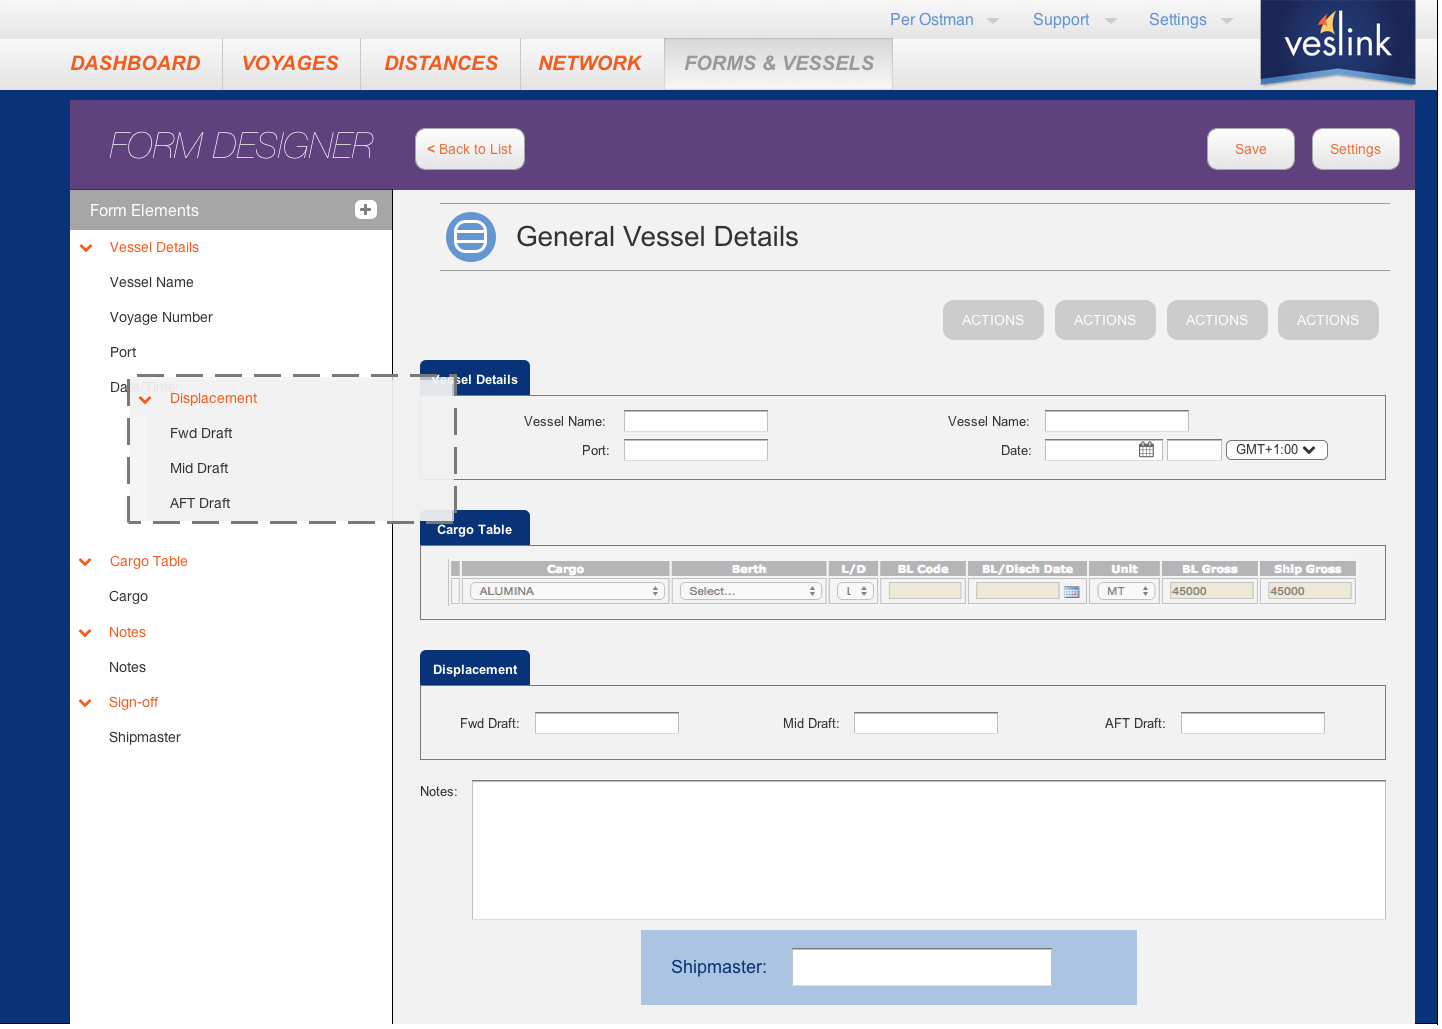 Per Ostman
Support
Settings
veslink
DASHBOARD
VOYAGES
DISTANCES
NETWORK
FORMS & VESSELS
FORM DESIGNER
< Back to List
Save
Settings
Form Elements
Vessel Details
Vessel Name
Voyage Number
Port
Date/Time
Displacement
Fwd Draft
Mid Draft
AFT Draft
Cargo Table
Cargo
Notes
Notes
Sign-off
Shipmaster
General Vessel Details
ACTIONS ACTIONS ACTIONS ACTIONS
Vessel Details
Vessel Name: Vessel Name:
Port: Date: GMT+1:00
Cargo Table
Cargo Berth L/D BL Code BL/Disch Date Unit BL Gross Ship Gross
ALUMINA Select... L MT 45000 45000
Displacement
Fwd Draft: Mid Draft: AFT Draft:
Notes:
Shipmaster: